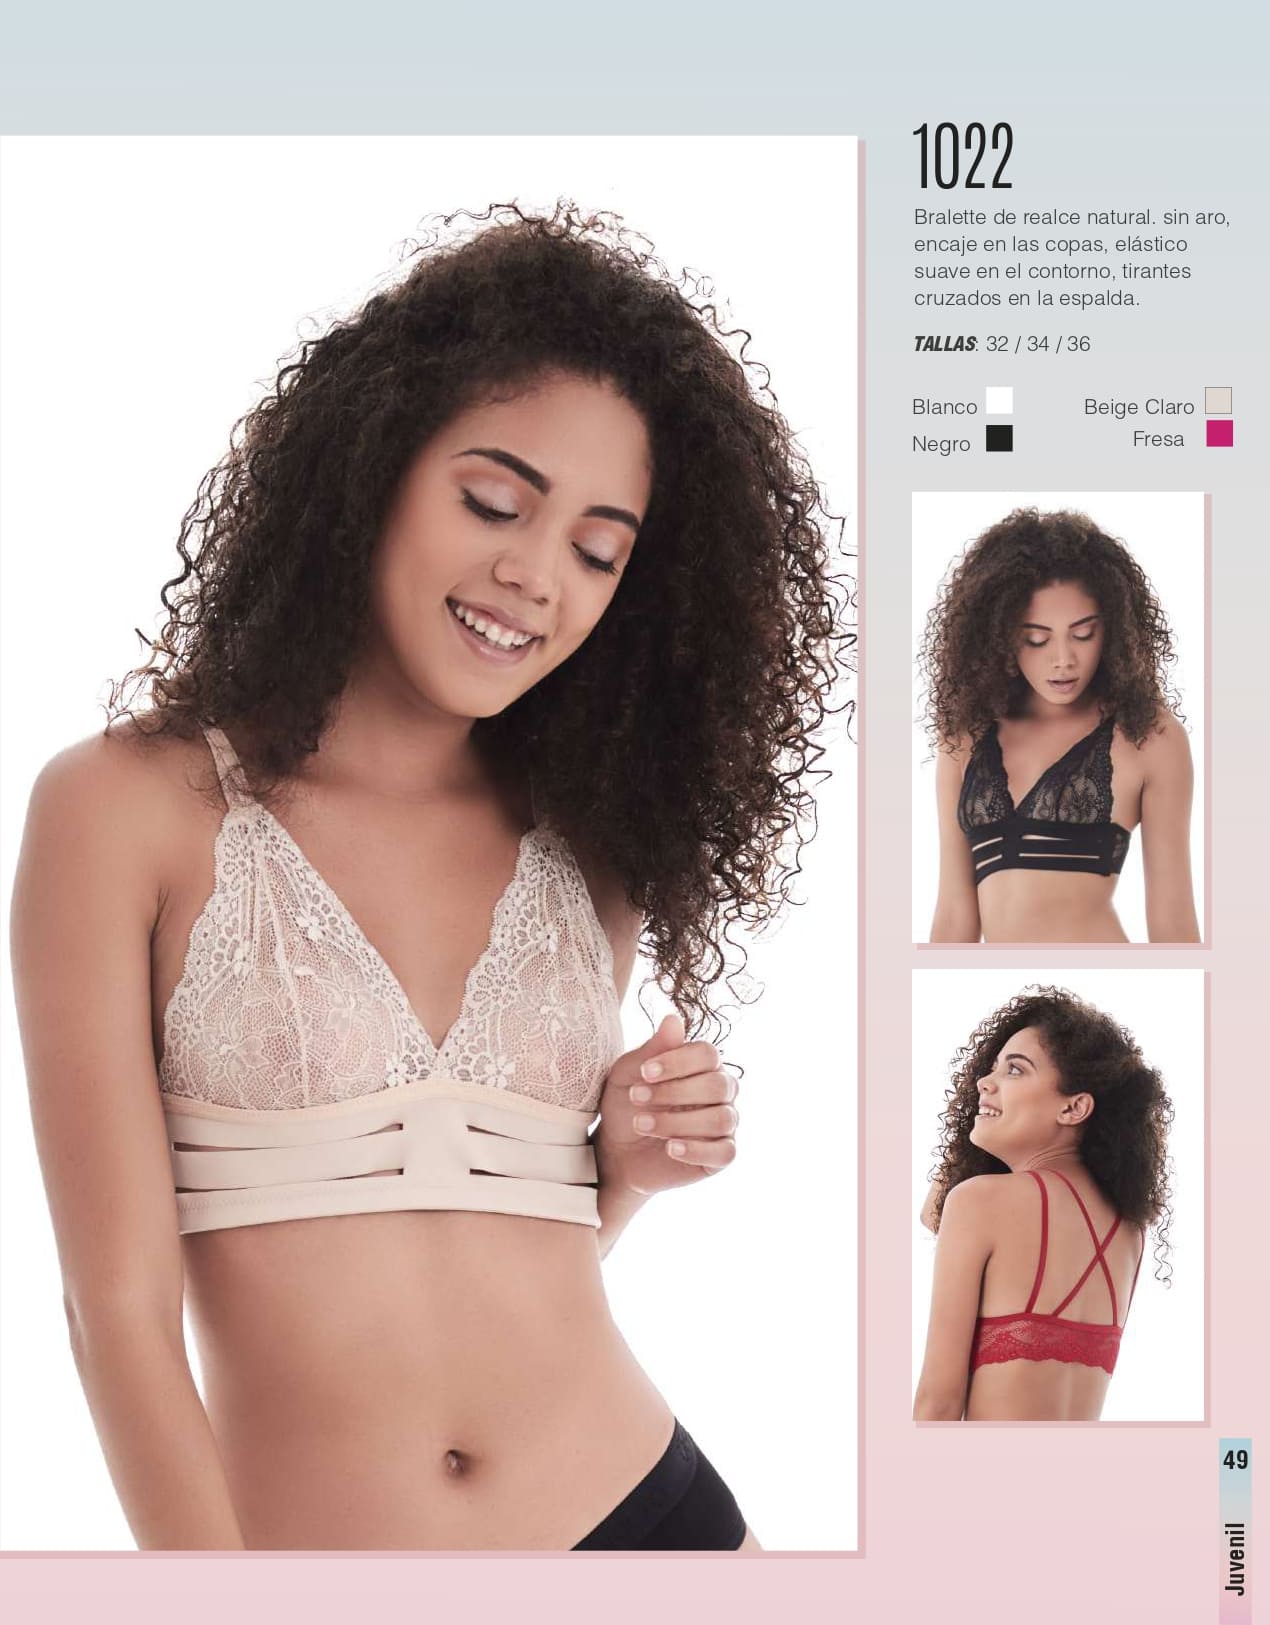 1022
Bralette de realce natural. sin aro,
encaje en las copas, elástico
suave en el contorno, tirantes
cruzados en la espalda.
TALLAS: 32 / 34 / 36
Blanco
Beige Claro
Negro
Fresa
49
Juvenil